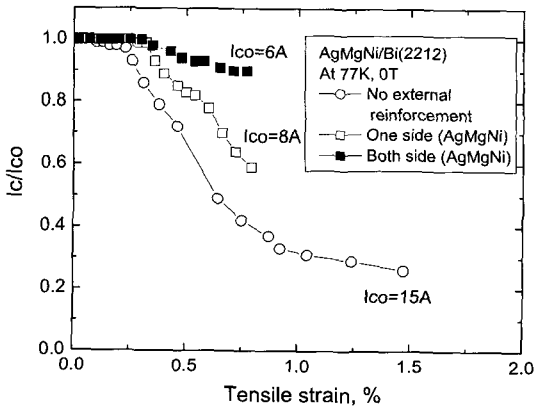 1.0
0.8
0.6
0.4
0.2
0.0
Ic/Ico
Ico=6A
Ico=8A
Ico=15A
AgMgNi/Bi(2212)
At 77K, 0T
No external
reinforcement
One side (AgMgNi)
Both side (AgMgNi)
0.0 0.5 1.0 1.5 2.0
Tensile strain, %